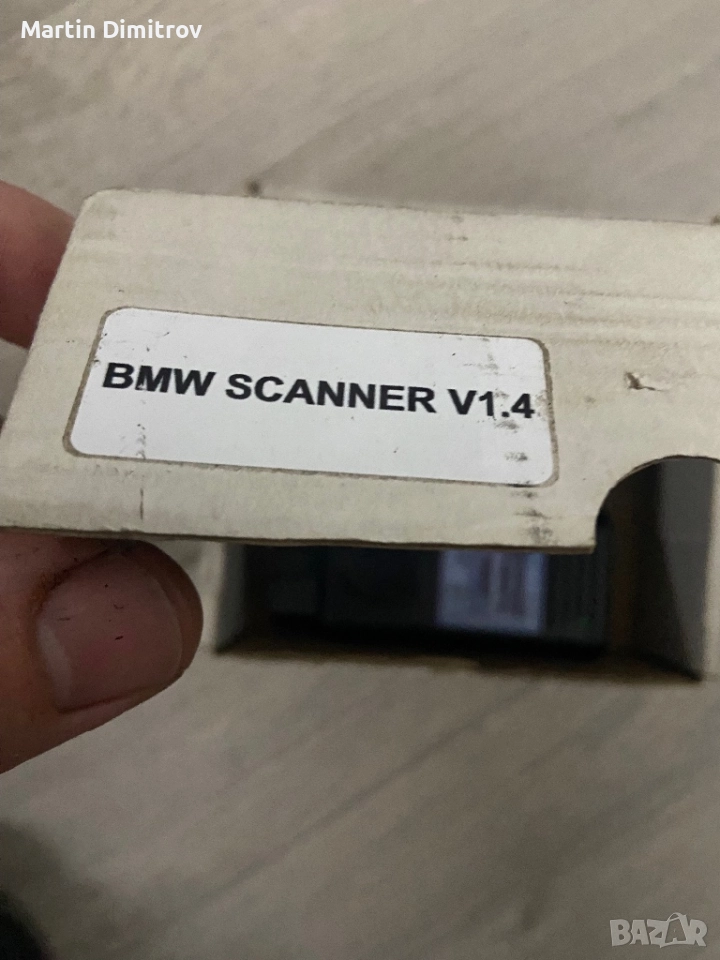 Martin Dimitrov
BMW SCANNER V1.4
BAZAR